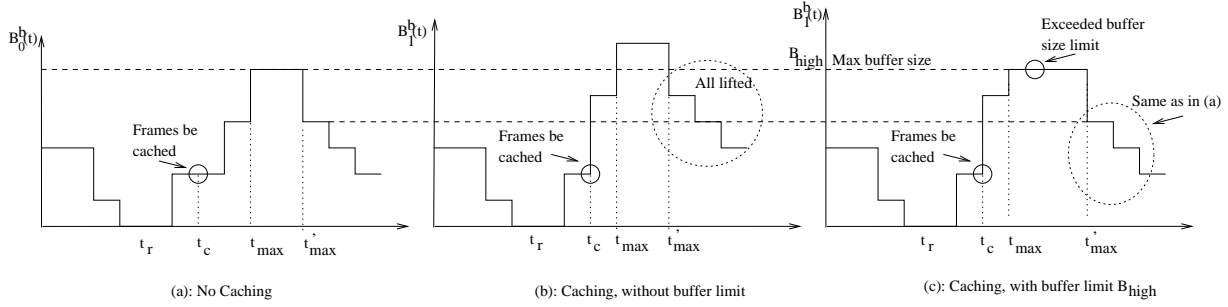 B_0^b(t)
Frames be
cached
t_r
t_c
t_max
t'_max
(a): No Caching
B_1^b(t)
Frames be
cached
All lifted
t_r
t_c
t_max
t'_max
(b): Caching, without buffer limit
B_1^b(t)
B_high
Max buffer size
Exceeded buffer
size limit
Same as in (a)
Frames be
cached
t_r
t_c
t_max
t'_max
(c): Caching, with buffer limit B_high